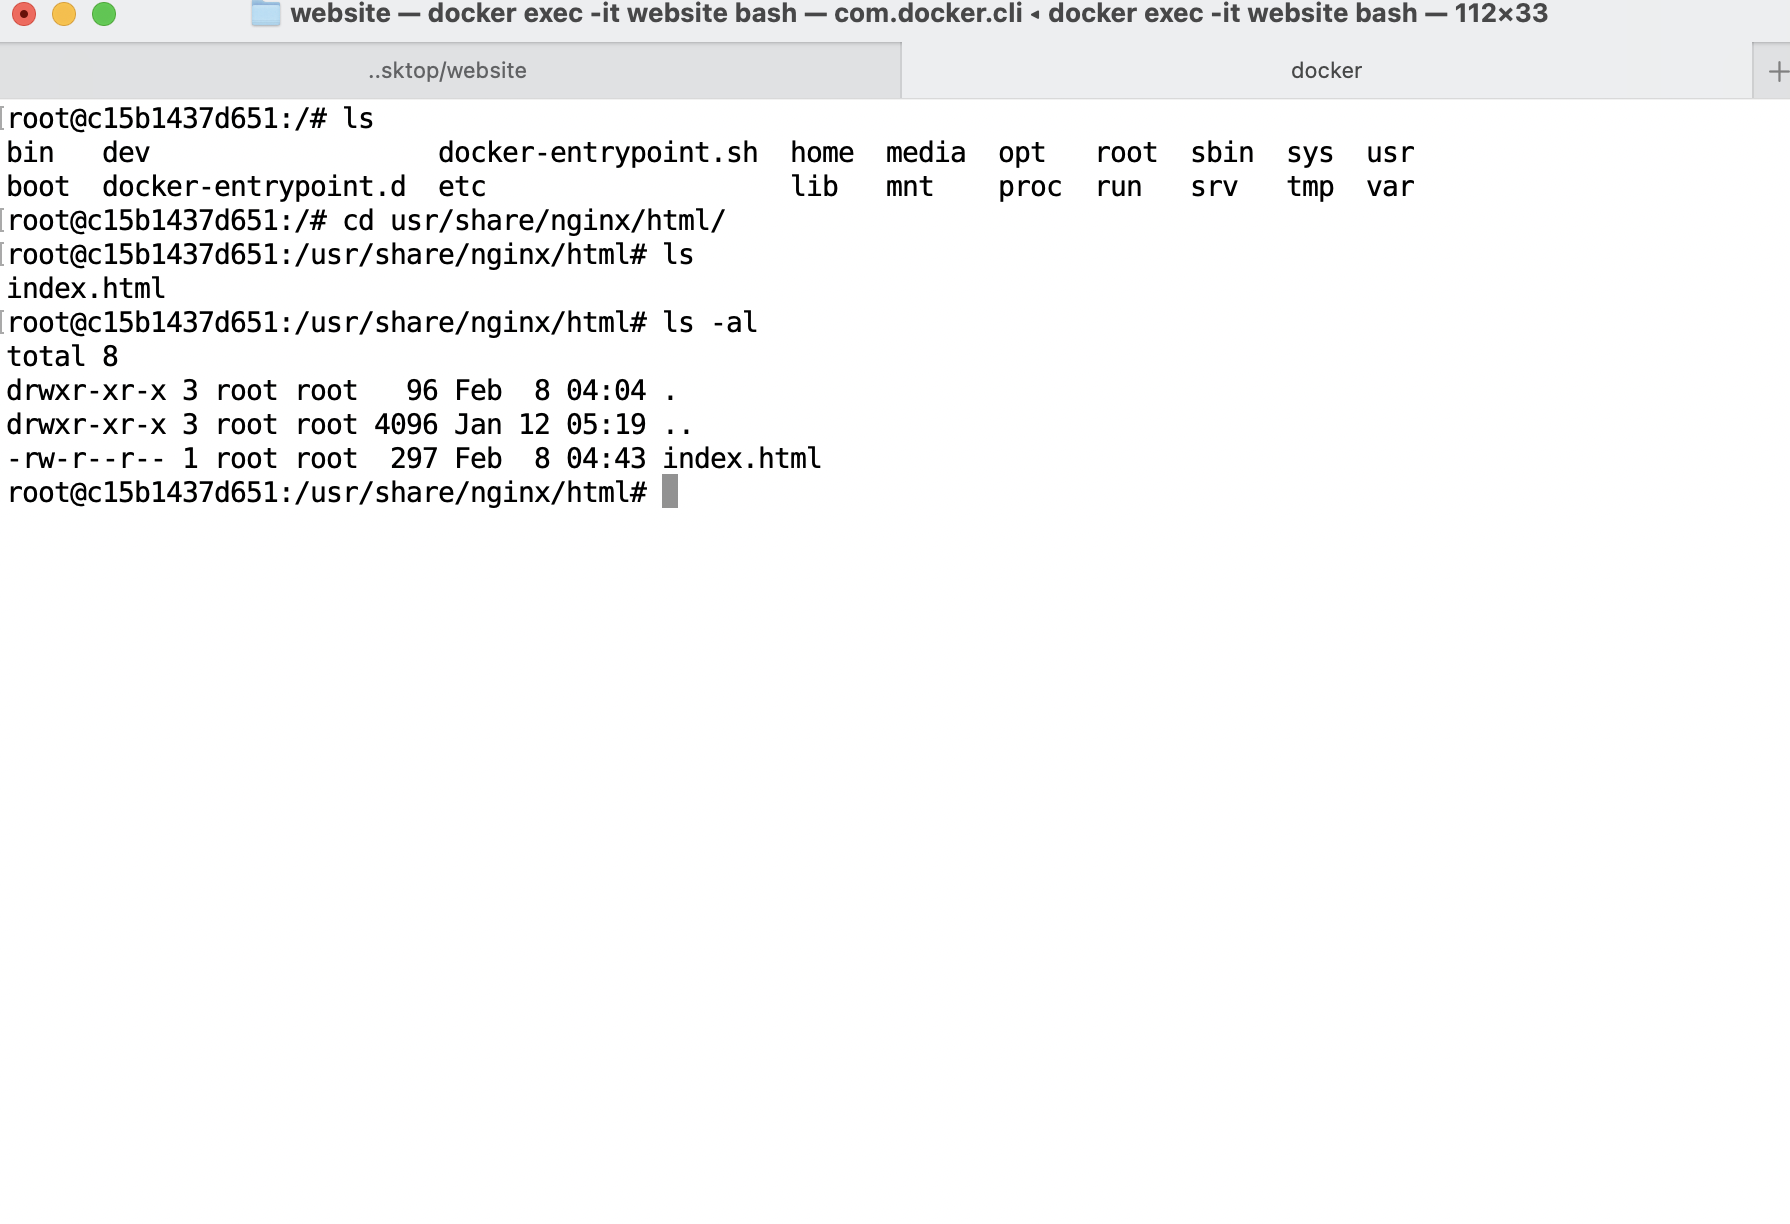 website — docker exec -it website bash — com.docker.cli ◂ docker exec -it website bash — 112×33
..sktop/website docker +
[root@c15b1437d651:/# ls
bin   dev                  docker-entrypoint.sh  home  media  opt   root  sbin  sys  usr
boot  docker-entrypoint.d  etc                   lib   mnt    proc  run   srv   tmp  var
[root@c15b1437d651:/# cd usr/share/nginx/html/
[root@c15b1437d651:/usr/share/nginx/html# ls
index.html
[root@c15b1437d651:/usr/share/nginx/html# ls -al
total 8
drwxr-xr-x 3 root root   96 Feb  8 04:04 .
drwxr-xr-x 3 root root 4096 Jan 12 05:19 ..
-rw-r--r-- 1 root root  297 Feb  8 04:43 index.html
root@c15b1437d651:/usr/share/nginx/html#